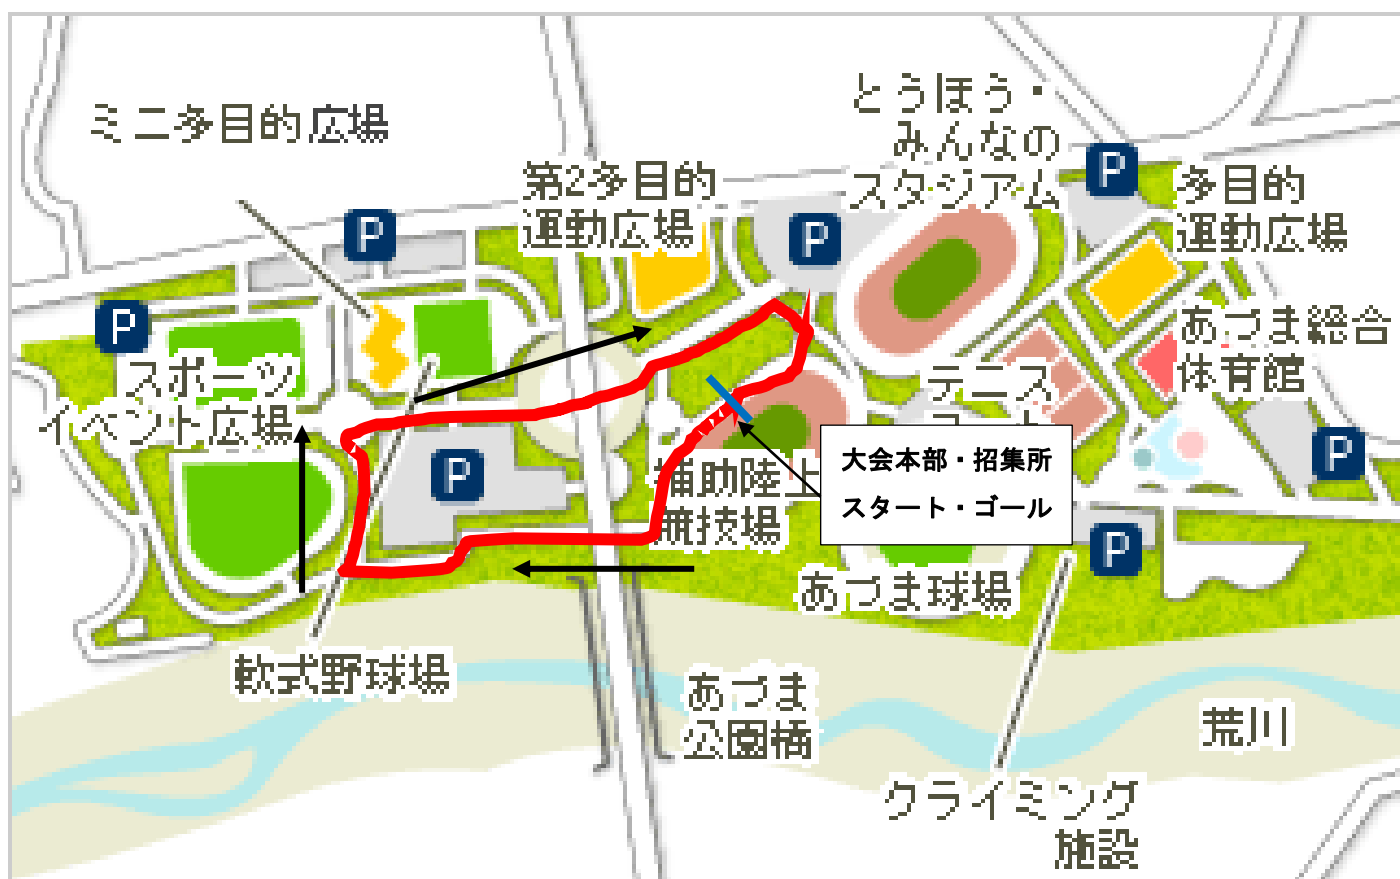 とうほう・
みんなの
スタジアム
ミニ多目的広場
P
第2多目的
運動広場
多目的
運動広場
P
P
P
あづま総合
体育館
スポーツ
イベント広場
テニス
P
P
大会本部・招集所
スタート・ゴール
補助陸上
競技場
P
あづま球場
軟式野球場
あづま
公園橋
荒川
クライミング
施設